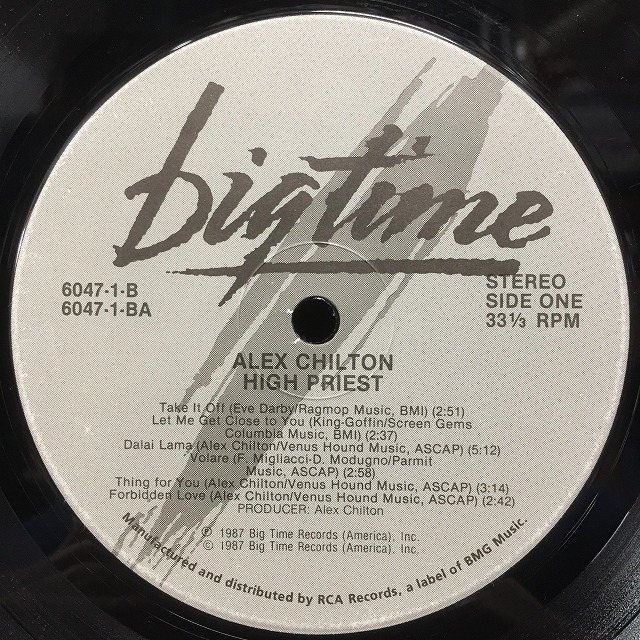 bigtime
6047-1-B
6047-1-BA
STEREO
SIDE ONE
33⅓ RPM
ALEX CHILTON
HIGH PRIEST
Take It Off (Eve Darby/Ragmop Music, BMI) (2:51)
Let Me Get Close to You (King-Goffin/Screen Gems
Columbia Music, BMI) (2:37)
Dalai Lama (Alex Chilton/Venus Hound Music, ASCAP) (5:12)
Volare (F. Migliacci-D. Modugno/Parmit
Music, ASCAP) (2:58)
Thing for You (Alex Chilton/Venus Hound Music, ASCAP) (3:14)
Forbidden Love (Alex Chilton/Venus Hound Music, ASCAP) (2:42)
PRODUCER: Alex Chilton
℗ 1987 Big Time Records (America), Inc.
© 1987 Big Time Records (America), Inc.
Manufactured and distributed by RCA Records, a label of BMG Music.